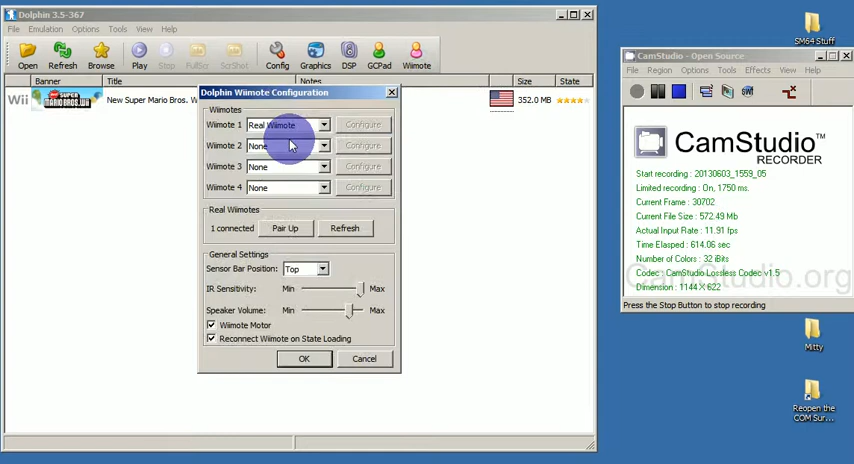 Dolphin 3.5-367
File Emulation Options Tools View Help
Open Refresh Browse Play Stop FullScr ScrShot Config Graphics DSP GCPad Wiimote
Banner Title Notes Size State
Wii New Super Mario Bros. W 352.0 MB
Dolphin Wiimote Configuration
Wiimotes
Wiimote 1 Real Wiimote Configure
Wiimote 2 None Configure
Wiimote 3 None Configure
Wiimote 4 None Configure
Real Wiimotes
1 connected Pair Up Refresh
General Settings
Sensor Bar Position: Top
IR Sensitivity: Min Max
Speaker Volume: Min Max
Wiimote Motor
Reconnect Wiimote on State Loading
OK Cancel
SM64 Stuff
CamStudio - Open Source
File Region Options Tools Effects View Help
CamStudio™
RECORDER
Start recording : 20130603_1559_05
Limited recording : On, 1750 ms.
Current Frame : 30702
Current File Size : 572.49 Mb
Actual Input Rate : 11.91 fps
Time Elasped : 614.06 sec
Number of Colors : 32 iBits
Codec : CamStudio Lossless Codec v1.5
Dimension : 1144 X 622
CamStudio.org
Press the Stop Button to stop recording
Mitty
Reopen the
COM Sur...